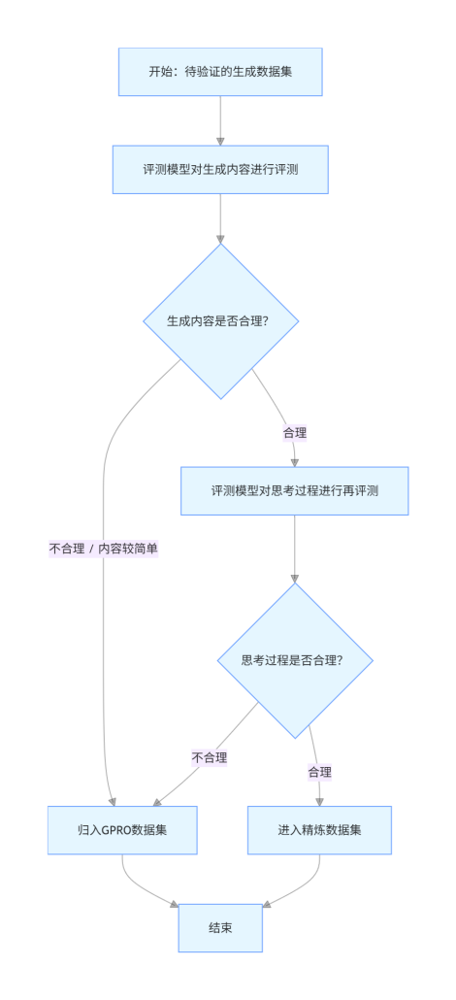 开始：待验证的生成数据集
评测模型对生成内容进行评测
生成内容是否合理?
合理
评测模型对思考过程进行再评测
不合理 / 内容较简单
思考过程是否合理?
不合理
合理
归入GPRO数据集
进入精炼数据集
结束